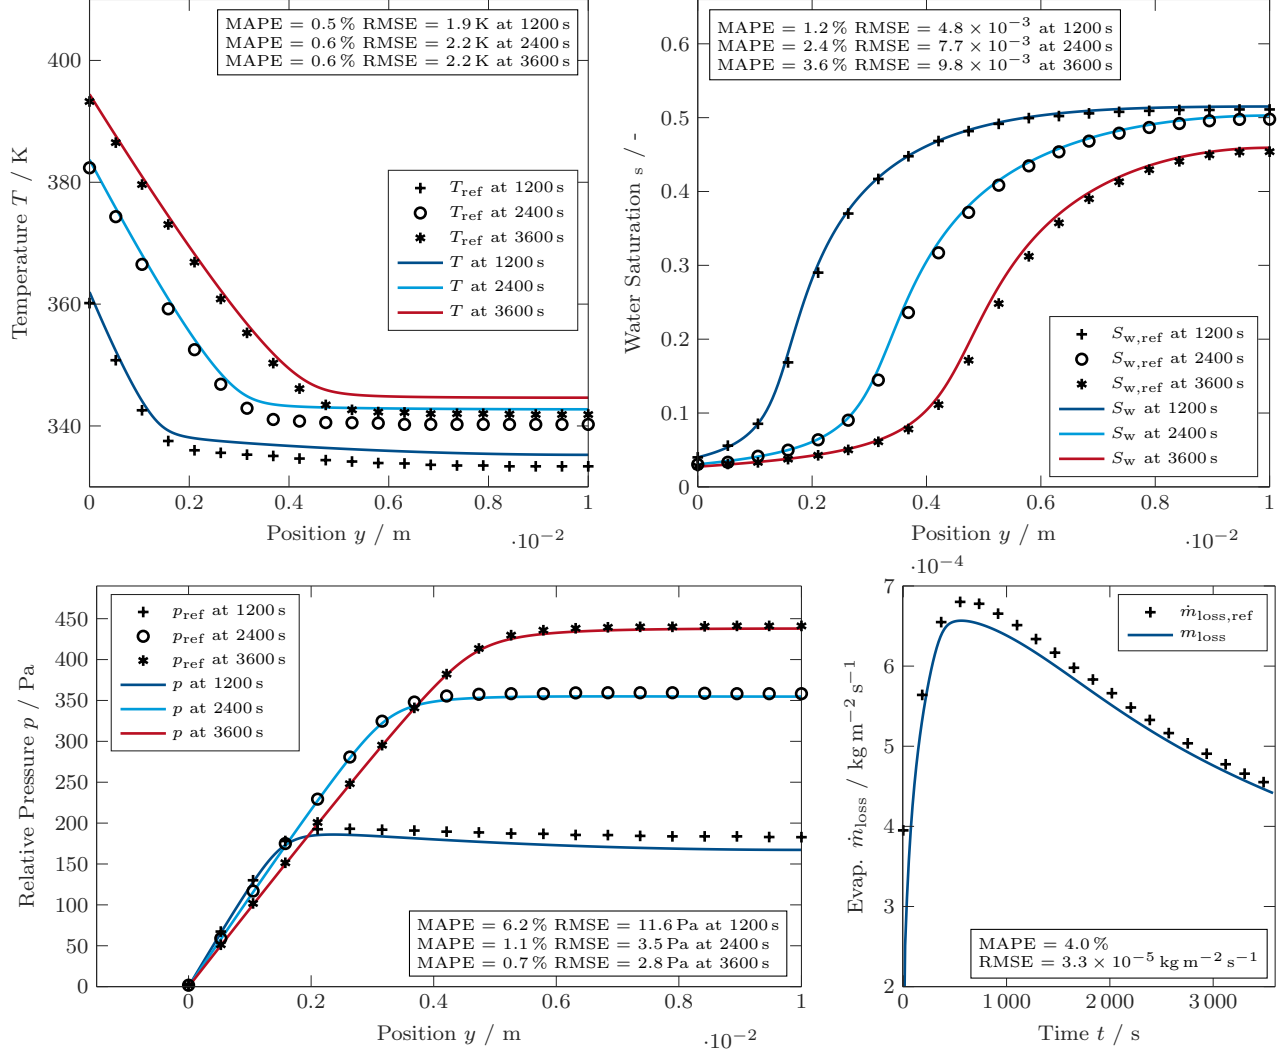 MAPE = 0.5 % RMSE = 1.9 K at 1200 s
MAPE = 0.6 % RMSE = 2.2 K at 2400 s
MAPE = 0.6 % RMSE = 2.2 K at 3600 s
400
380
360
340
Temperature T / K
T_ref at 1200 s
T_ref at 2400 s
T_ref at 3600 s
T at 1200 s
T at 2400 s
T at 3600 s
0 0.2 0.4 0.6 0.8 1
Position y / m
·10⁻²
MAPE = 1.2 % RMSE = 4.8 × 10⁻³ at 1200 s
MAPE = 2.4 % RMSE = 7.7 × 10⁻³ at 2400 s
MAPE = 3.6 % RMSE = 9.8 × 10⁻³ at 3600 s
0.6
0.5
0.4
0.3
0.2
0.1
0
Water Saturation s / -
S_w,ref at 1200 s
S_w,ref at 2400 s
S_w,ref at 3600 s
S_w at 1200 s
S_w at 2400 s
S_w at 3600 s
0 0.2 0.4 0.6 0.8 1
Position y / m
·10⁻²
450
400
350
300
250
200
150
100
50
0
Relative Pressure p / Pa
p_ref at 1200 s
p_ref at 2400 s
p_ref at 3600 s
p at 1200 s
p at 2400 s
p at 3600 s
MAPE = 6.2 % RMSE = 11.6 Pa at 1200 s
MAPE = 1.1 % RMSE = 3.5 Pa at 2400 s
MAPE = 0.7 % RMSE = 2.8 Pa at 3600 s
0 0.2 0.4 0.6 0.8 1
Position y / m
·10⁻²
·10⁻⁴
7
6
5
4
3
2
Evap. ṁ_loss / kg m⁻² s⁻¹
ṁ_loss,ref
m_loss
MAPE = 4.0 %
RMSE = 3.3 × 10⁻⁵ kg m⁻² s⁻¹
0 1 000 2 000 3 000
Time t / s